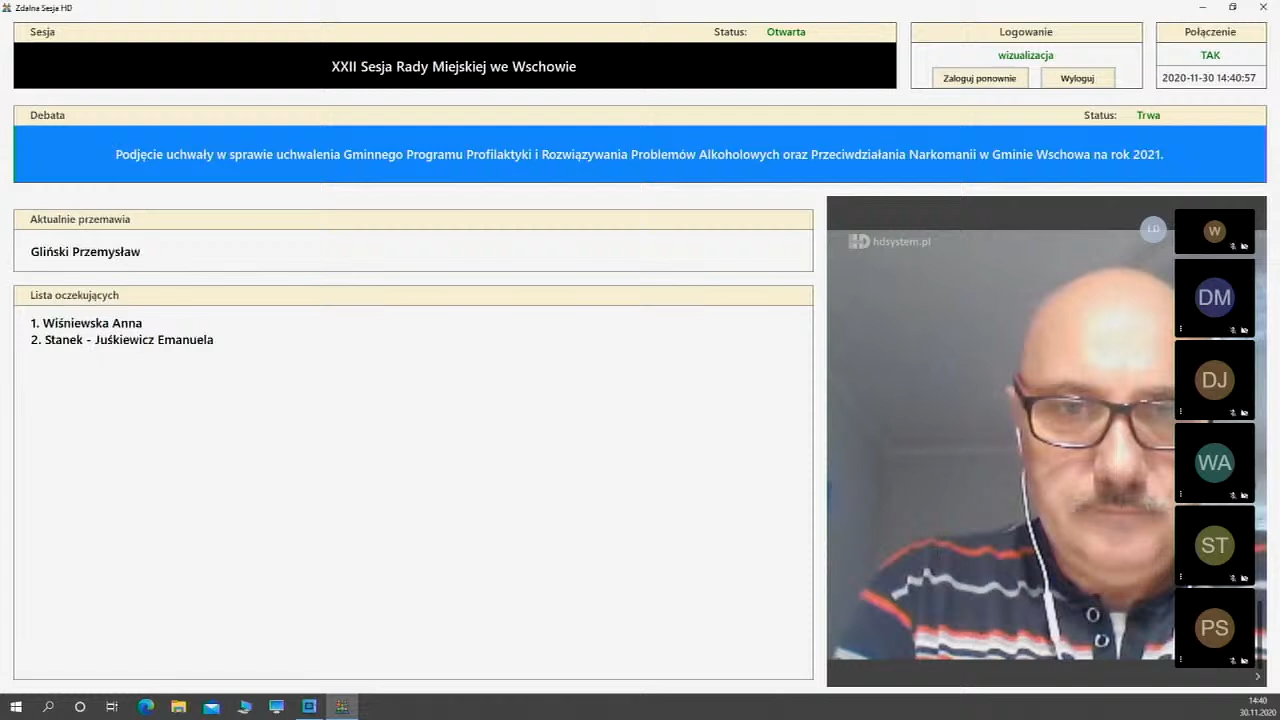 Zdalna Sesja HD
Sesja
Status: Otwarta
XXII Sesja Rady Miejskiej we Wschowie
Logowanie
wizualizacja
Zaloguj ponownie
Wyloguj
Połączenie
TAK
2020-11-30 14:40:57
Debata
Status: Trwa
Podjęcie uchwały w sprawie uchwalenia Gminnego Programu Profilaktyki i Rozwiązywania Problemów Alkoholowych oraz Przeciwdziałania Narkomanii w Gminie Wschowa na rok 2021.
Aktualnie przemawia
Gliński Przemysław
Lista oczekujących
1. Wiśniewska Anna
2. Stanek - Juśkiewicz Emanuela
HD hdsystem.pl
LD
W
DM
DJ
WA
ST
PS
14:40
30.11.2020